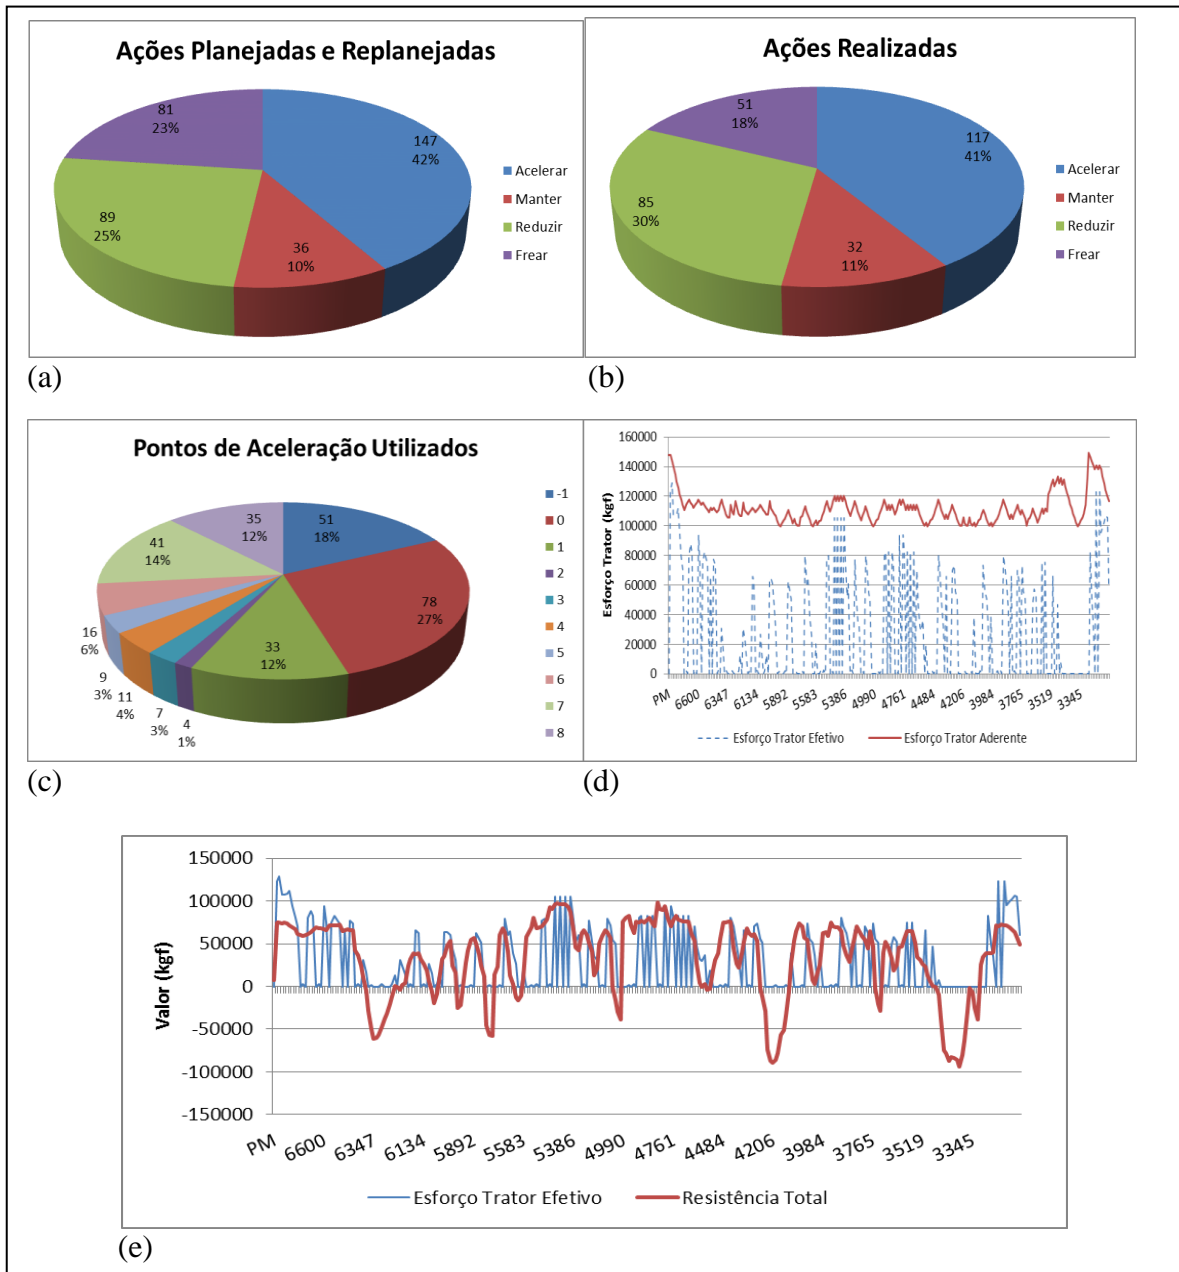 Ações Planejadas e Replanejadas
81
23%
147
42%
89
25%
36
10%
Acelerar
Manter
Reduzir
Frear
(a)
Ações Realizadas
51
18%
117
41%
85
30%
32
11%
Acelerar
Manter
Reduzir
Frear
(b)
Pontos de Aceleração Utilizados
35
12%
51
18%
41
14%
78
27%
16
6%
33
12%
9
3%
11
4%
7
3%
4
1%
-1
0
1
2
3
4
5
6
7
8
(c)
Esforço Trator (kgf)
160000
140000
120000
100000
80000
60000
40000
20000
0
PM 6600 6347 6134 5892 5583 5386 4990 4761 4484 4206 3984 3765 3519 3345
Esforço Trator Efetivo Esforço Trator Aderente
(d)
Valor (kgf)
150000
100000
50000
0
-50000
-100000
-150000
PM 6600 6347 6134 5892 5583 5386 4990 4761 4484 4206 3984 3765 3519 3345
Esforço Trator Efetivo Resistência Total
(e)